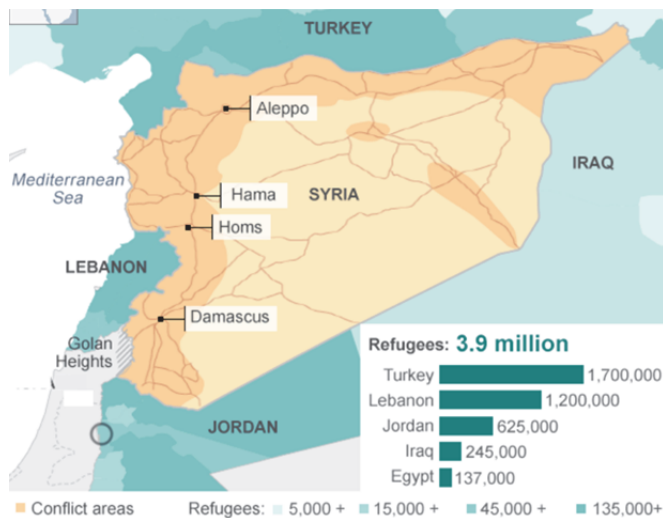 TURKEY
Aleppo
IRAQ
Mediterranean
Sea
Hama
SYRIA
Homs
LEBANON
Damascus
Golan
Heights
JORDAN
Refugees: 3.9 million
Turkey 1,700,000
Lebanon 1,200,000
Jordan 625,000
Iraq 245,000
Egypt 137,000
Conflict areas Refugees: 5,000 + 15,000 + 45,000 + 135,000+